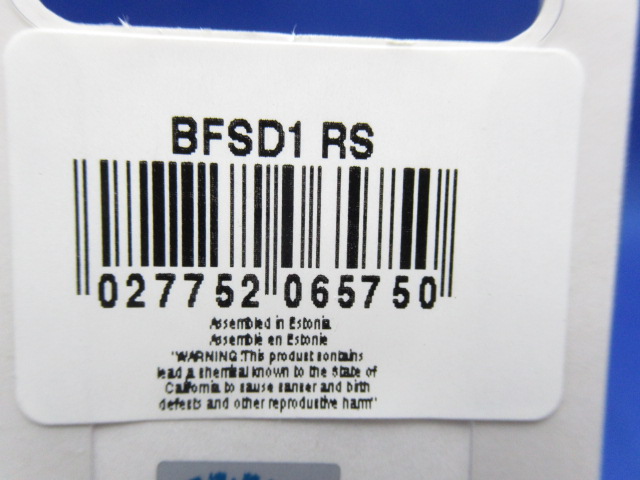 BFSD1 RS
027752 065750
Assembled in Estonia
Assemblé en Estonie
"WARNING:This product contains
lead,a chemical known to the State of
California to cause cancer and birth
defects and other reproductive harm"